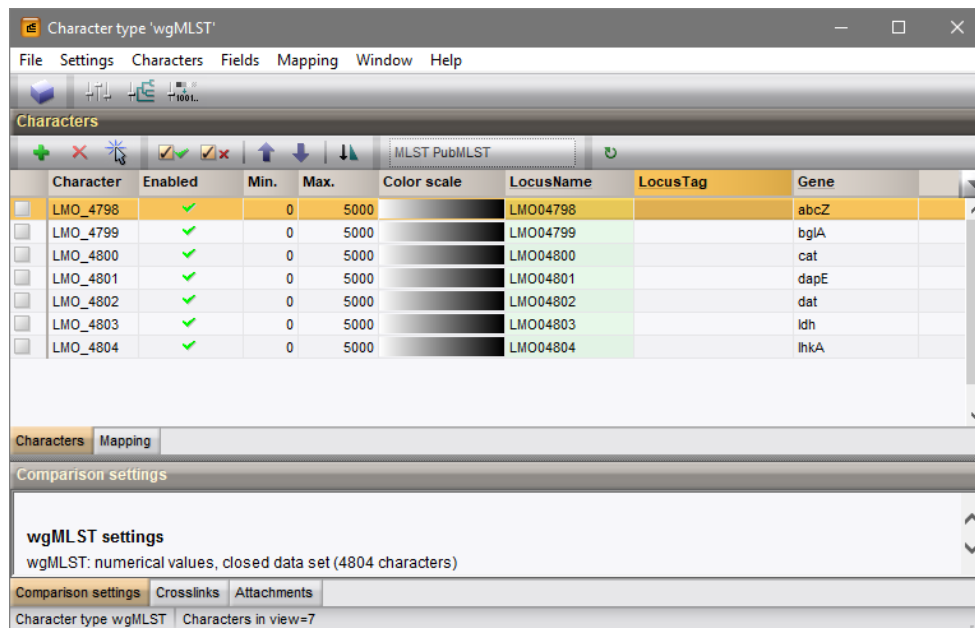 Character type 'wgMLST'
File Settings Characters Fields Mapping Window Help
1001..
Characters
MLST PubMLST
Character Enabled Min. Max. Color scale LocusName LocusTag Gene
LMO_4798 0 5000 LMO04798 abcZ
LMO_4799 0 5000 LMO04799 bglA
LMO_4800 0 5000 LMO04800 cat
LMO_4801 0 5000 LMO04801 dapE
LMO_4802 0 5000 LMO04802 dat
LMO_4803 0 5000 LMO04803 ldh
LMO_4804 0 5000 LMO04804 lhkA
Characters Mapping
Comparison settings
wgMLST settings
wgMLST: numerical values, closed data set (4804 characters)
Comparison settings Crosslinks Attachments
Character type wgMLST Characters in view=7